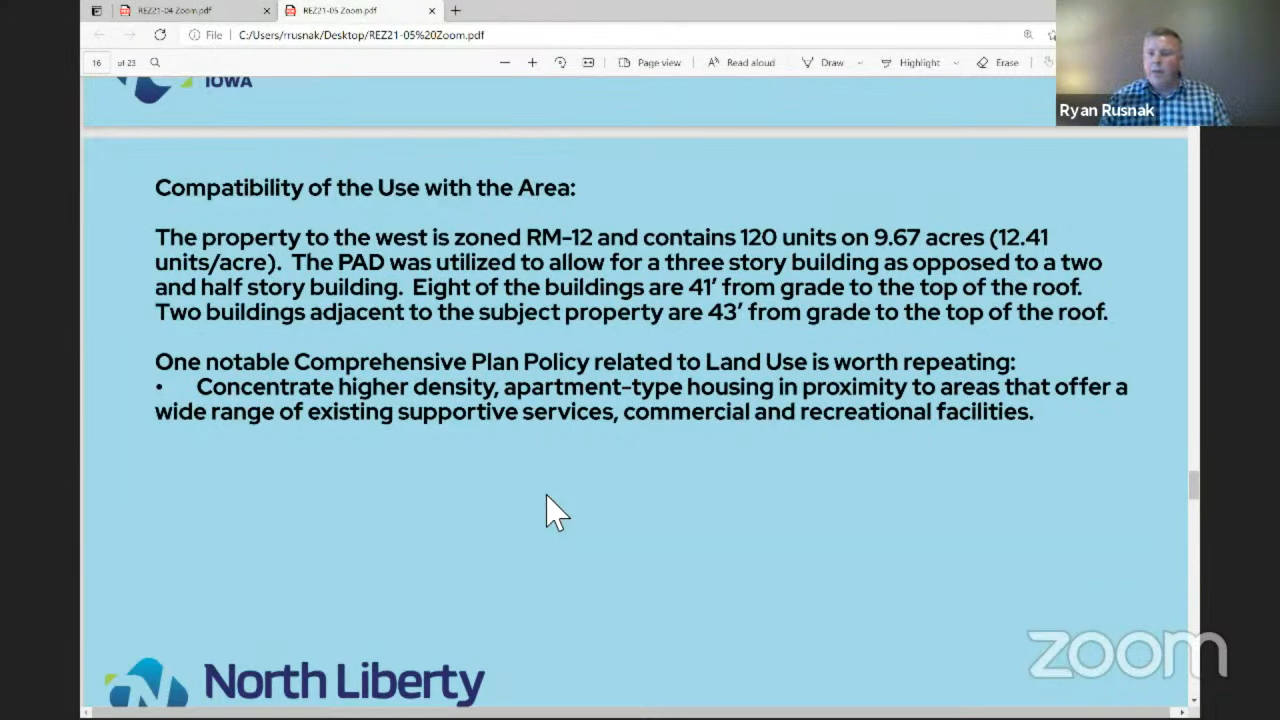 REZ21-04 Zoom.pdf
REZ21-05 Zoom.pdf
File C:/Users/rrusnak/Desktop/REZ21-05%20Zoom.pdf
16 of 23 Page view Read aloud Draw Highlight Erase
Ryan Rusnak
IOWA
Compatibility of the Use with the Area:
The property to the west is zoned RM-12 and contains 120 units on 9.67 acres (12.41
units/acre). The PAD was utilized to allow for a three story building as opposed to a two
and half story building. Eight of the buildings are 41’ from grade to the top of the roof.
Two buildings adjacent to the subject property are 43’ from grade to the top of the roof.
One notable Comprehensive Plan Policy related to Land Use is worth repeating:
• Concentrate higher density, apartment-type housing in proximity to areas that offer a
wide range of existing supportive services, commercial and recreational facilities.
zoom
North Liberty